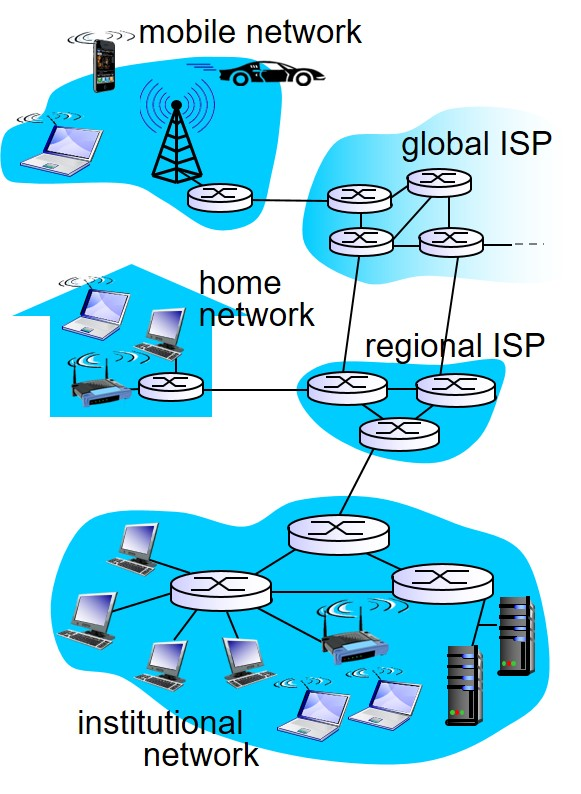 mobile network
global ISP
home
network
regional ISP
institutional
network